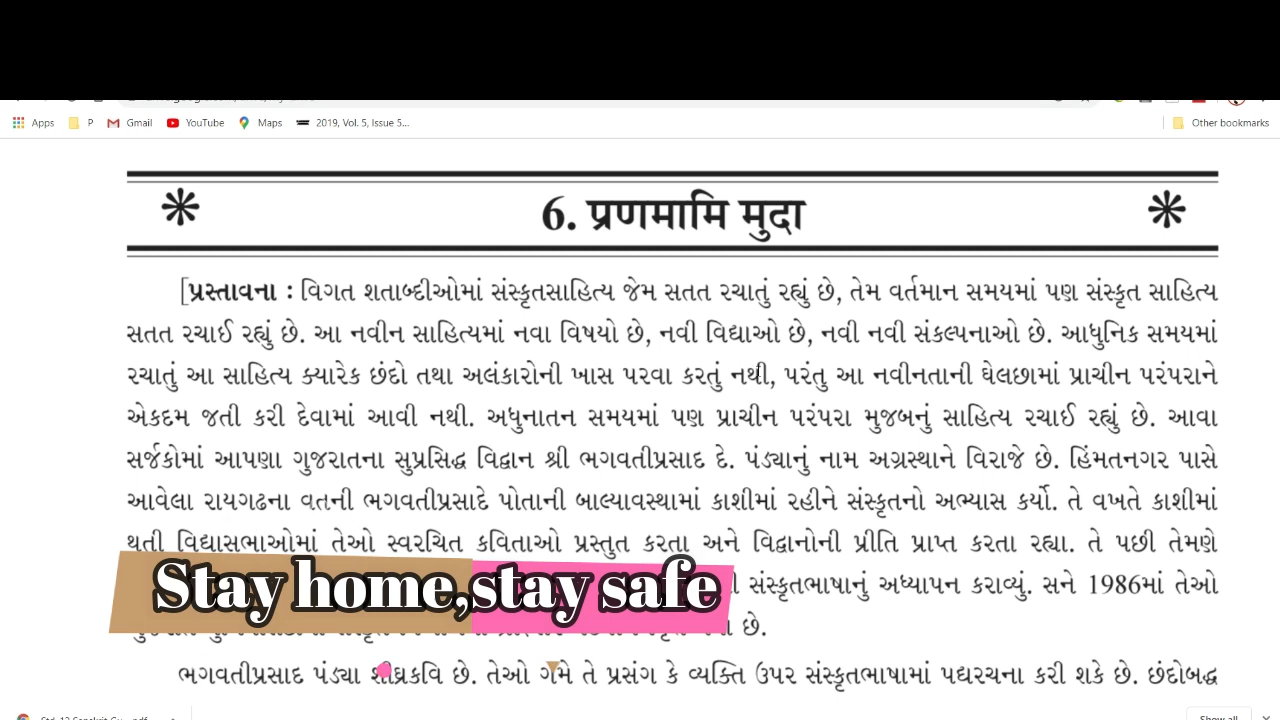 Apps P Gmail YouTube Maps 2019, Vol. 5, Issue 5... Other bookmarks
6. प्रणमामि मुदा
[પ્રસ્તાવના : વિગત શતાબ્દીઓમાં સંસ્કૃતસાહિત્ય જેમ સતત રચાતું રહ્યું છે, તેમ વર્તમાન સમયમાં પણ સંસ્કૃત સાહિત્ય
સતત રચાઈ રહ્યું છે. આ નવીન સાહિત્યમાં નવા વિષયો છે, નવી વિદ્યાઓ છે, નવી નવી સંકલ્પનાઓ છે. આધુનિક સમયમાં
રચાતું આ સાહિત્ય ક્યારેક છંદો તથા અલંકારોની ખાસ પરવા કરતું નથી, પરંતુ આ નવીનતાની ઘેલછામાં પ્રાચીન પરંપરાને
એકદમ જતી કરી દેવામાં આવી નથી. અધુનાતન સમયમાં પણ પ્રાચીન પરંપરા મુજબનું સાહિત્ય રચાઈ રહ્યું છે. આવા
સર્જકોમાં આપણા ગુજરાતના સુપ્રસિદ્ધ વિદ્વાન શ્રી ભગવતીપ્રસાદ દે. પંડ્યાનું નામ અગ્રસ્થાને વિરાજે છે. હિંમતનગર પાસે
આવેલા રાયગઢના વતની ભગવતીપ્રસાદે પોતાની બાલ્યાવસ્થામાં કાશીમાં રહીને સંસ્કૃતનો અભ્યાસ કર્યો. તે વખતે કાશીમાં
થતી વિદ્યાસભાઓમાં તેઓ સ્વરચિત કવિતાઓ પ્રસ્તુત કરતા અને વિદ્વાનોની પ્રીતિ પ્રાપ્ત કરતા રહ્યા. તે પછી તેમણે
સંસ્કૃતભાષાનું અધ્યાપન કરાવ્યું. સને 1986માં તેઓ
Stay home,stay safe
છે.
ભગવતીપ્રસાદ પંડ્યા શીઘ્રકવિ છે. તેઓ ગમે તે પ્રસંગ કે વ્યક્તિ ઉપર સંસ્કૃતભાષામાં પદ્યરચના કરી શકે છે. છંદોબદ્ધ
Show all